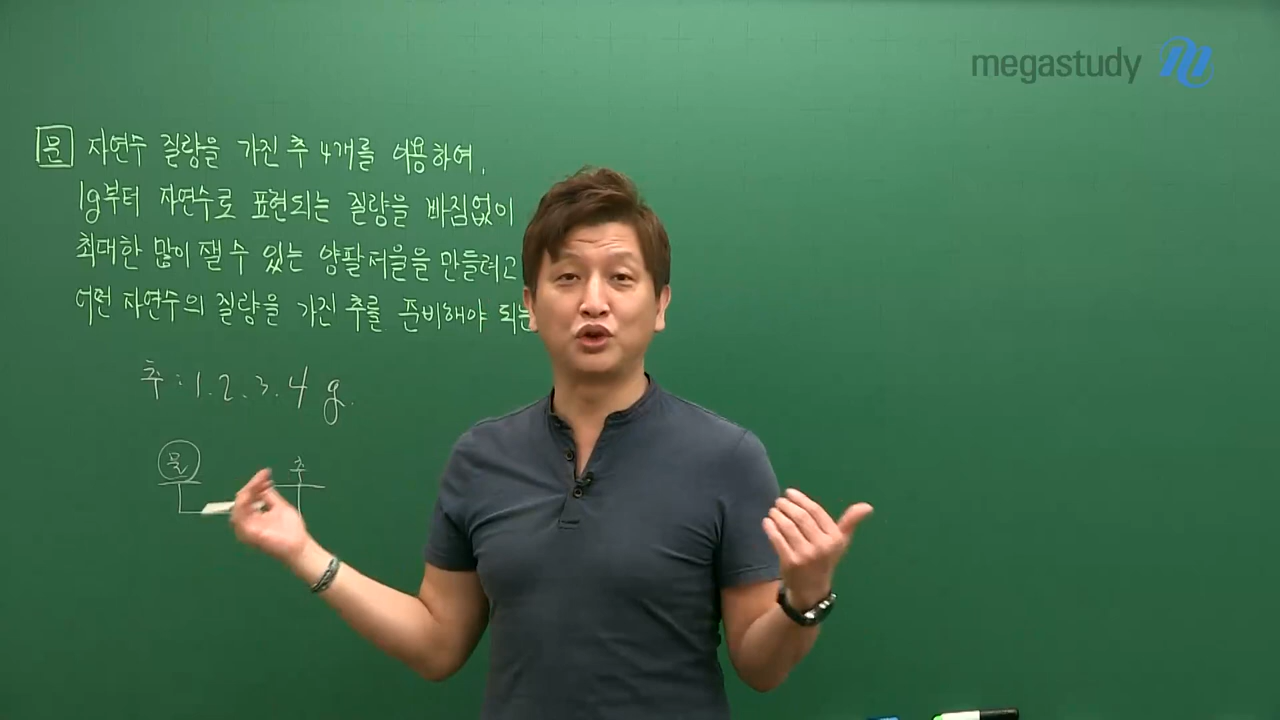 megastudy
문 자연수 질량을 가진 추 4개를 이용하여,
1g부터 자연수로 표현되는 질량을 빠짐없이
최대한 많이 잴 수 있는 양팔저울을 만들려고
어떤 자연수의 질량을 가진 추를 준비해야 되는
추 : 1. 2. 3. 4 g.
물 추